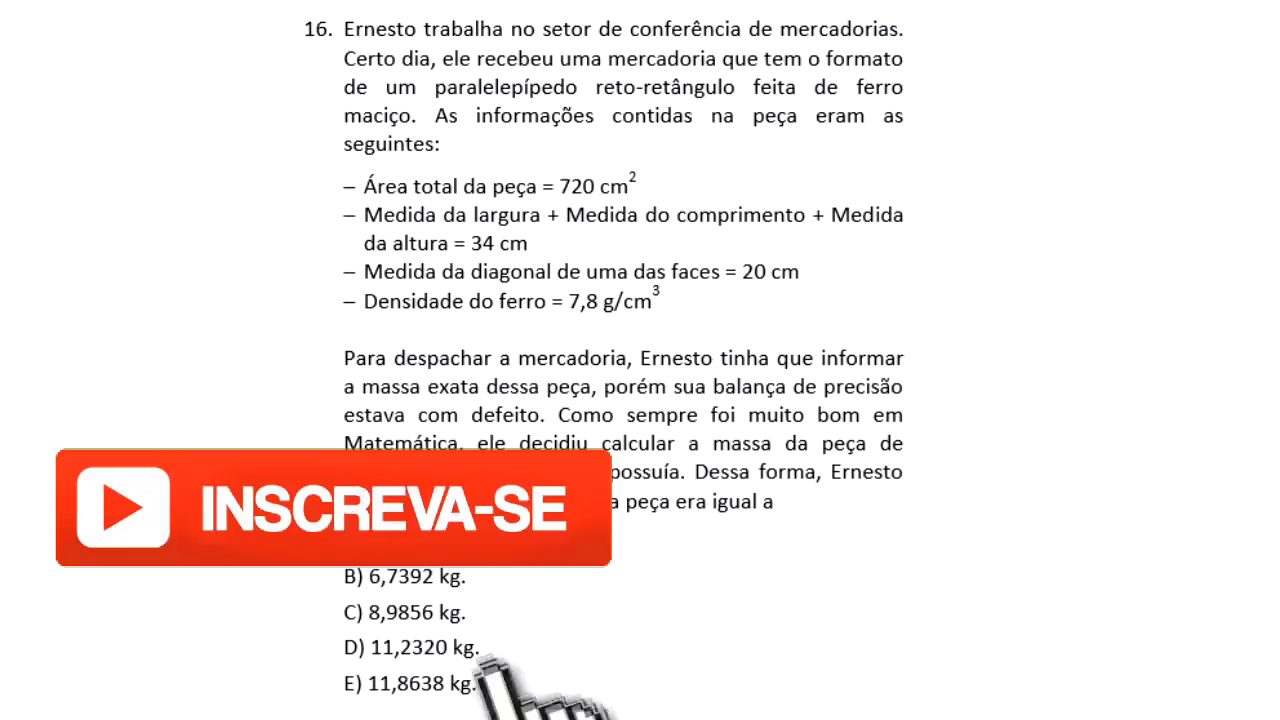 16. Ernesto trabalha no setor de conferência de mercadorias.
Certo dia, ele recebeu uma mercadoria que tem o formato
de um paralelepípedo reto-retângulo feita de ferro
maciço. As informações contidas na peça eram as
seguintes:
– Área total da peça = 720 cm²
– Medida da largura + Medida do comprimento + Medida
da altura = 34 cm
– Medida da diagonal de uma das faces = 20 cm
– Densidade do ferro = 7,8 g/cm³
Para despachar a mercadoria, Ernesto tinha que informar
a massa exata dessa peça, porém sua balança de precisão
estava com defeito. Como sempre foi muito bom em
Matemática, ele decidiu calcular a massa da peça de
possuía. Dessa forma, Ernesto
peça era igual a
INSCREVA-SE
B) 6,7392 kg.
C) 8,9856 kg.
D) 11,2320 kg.
E) 11,8638 kg.